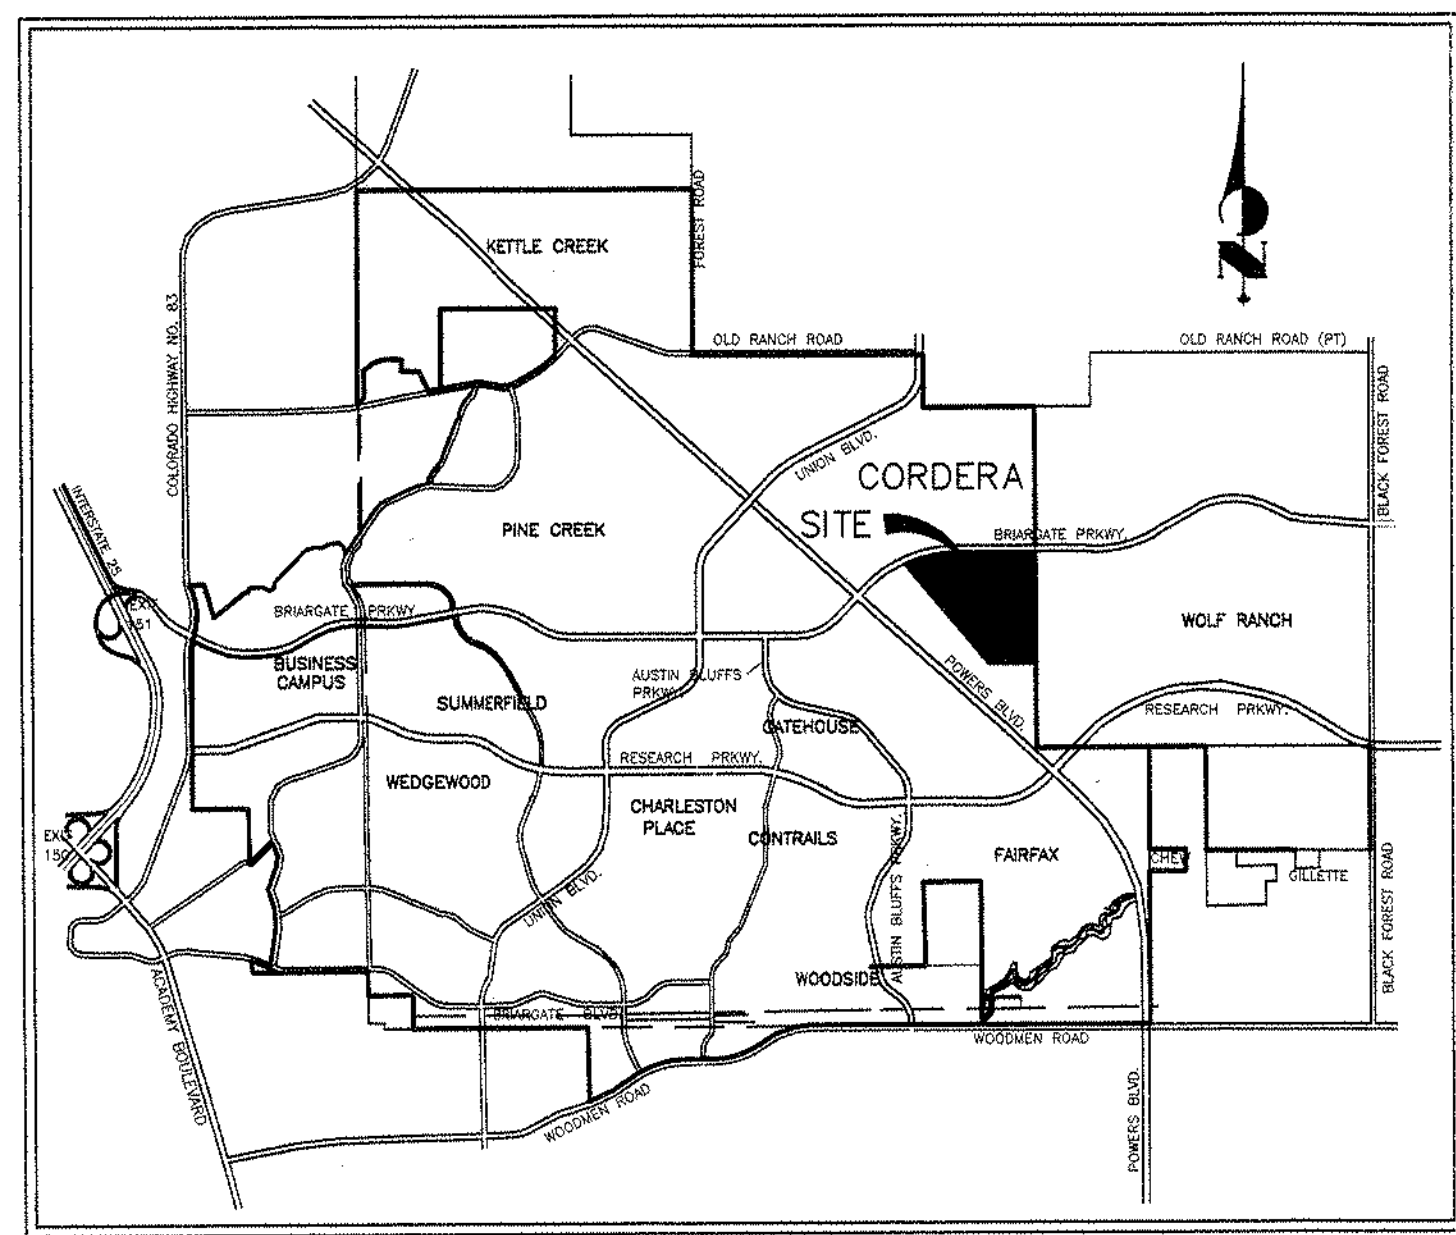 KETTLE CREEK
FOREST ROAD
OLD RANCH ROAD
OLD RANCH ROAD (PT)
COLORADO HIGHWAY NO. 83
BLACK FOREST ROAD
UNION BLVD.
CORDERA
SITE
N
INTERSTATE 25
PINE CREEK
BRIARGATE PRKWY.
EXIT
151
BRIARGATE PRKWY
WOLF RANCH
BUSINESS
CAMPUS
AUSTIN BLUFFS
PRKWY.
POWERS BLVD.
SUMMERFIELD
GATEHOUSE
RESEARCH PRKWY.
RESEARCH PRKWY.
WEDGEWOOD
CHARLESTON
PLACE
CONTRAILS
EXIT
150
FAIRFAX
CHEV
GILLETTE
AUSTIN BLUFFS PRKWY.
UNION BLVD.
BLACK FOREST ROAD
WOODSIDE
ACADEMY BOULEVARD
BRIARGATE BLVD.
WOODMEN ROAD
WOODMEN ROAD
POWERS BLVD.